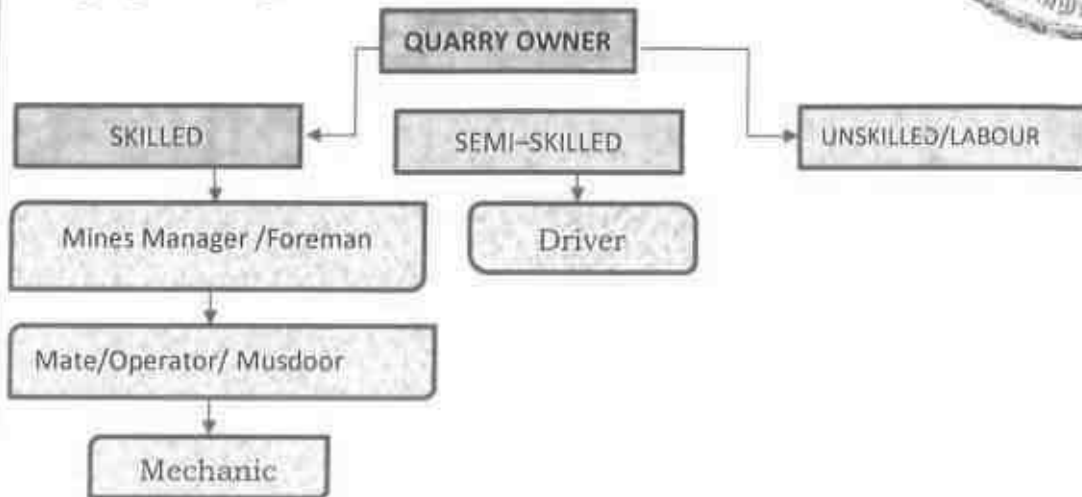 QUARRY OWNER
SKILLED
SEMI–SKILLED
UNSKILLED/LABOUR
Mines Manager /Foreman
Driver
Mate/Operator/ Musdoor
Mechanic